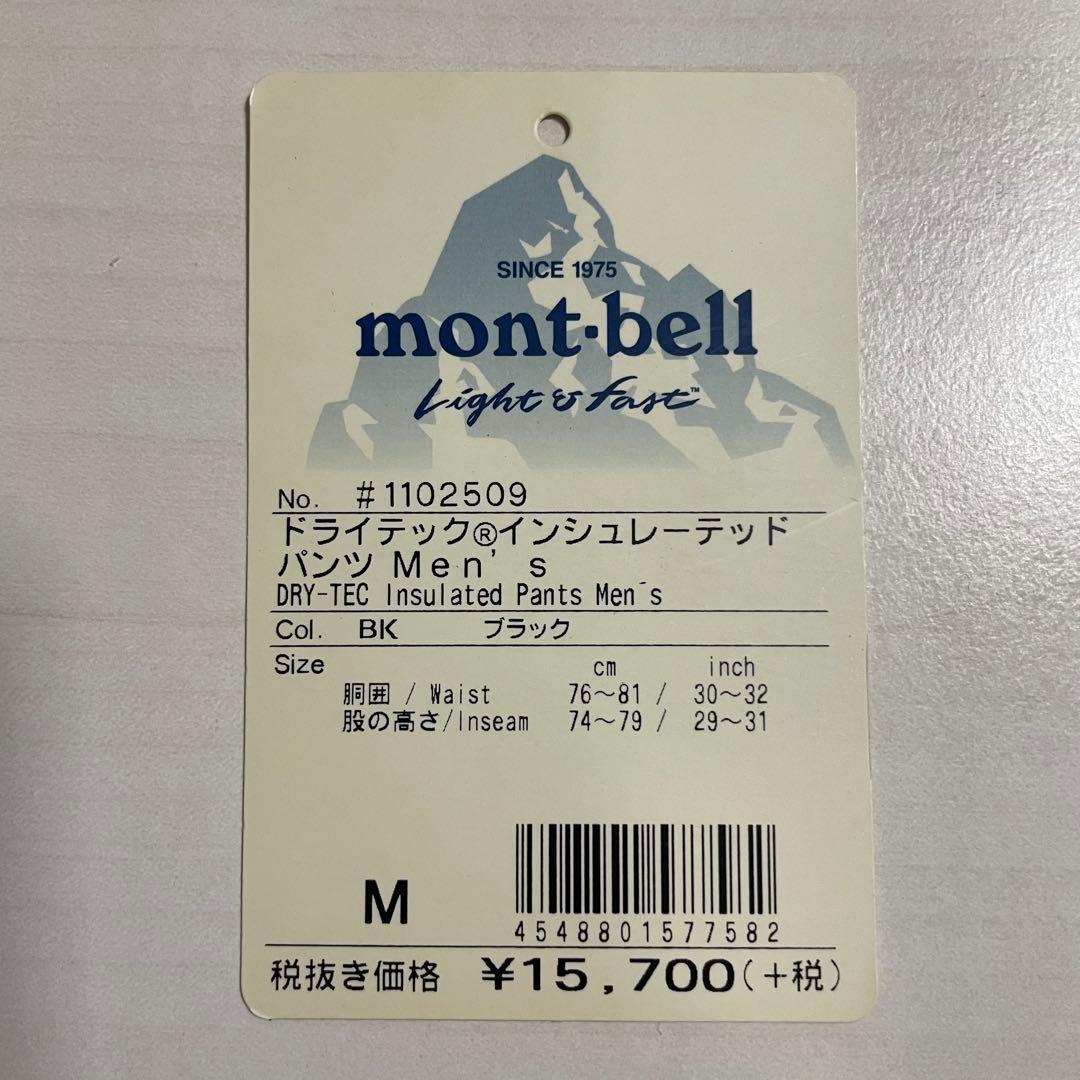 SINCE 1975
mont·bell
Light & Fast™
No. #1102509
ドライテック®インシュレーテッド
パンツ Men's
DRY-TEC Insulated Pants Men´s
Col. BK ブラック
Size cm inch
胴囲 / Waist 76～81 / 30～32
股の高さ/Inseam 74～79 / 29～31
M
4548801577582
税抜き価格 ¥15,700(+税)